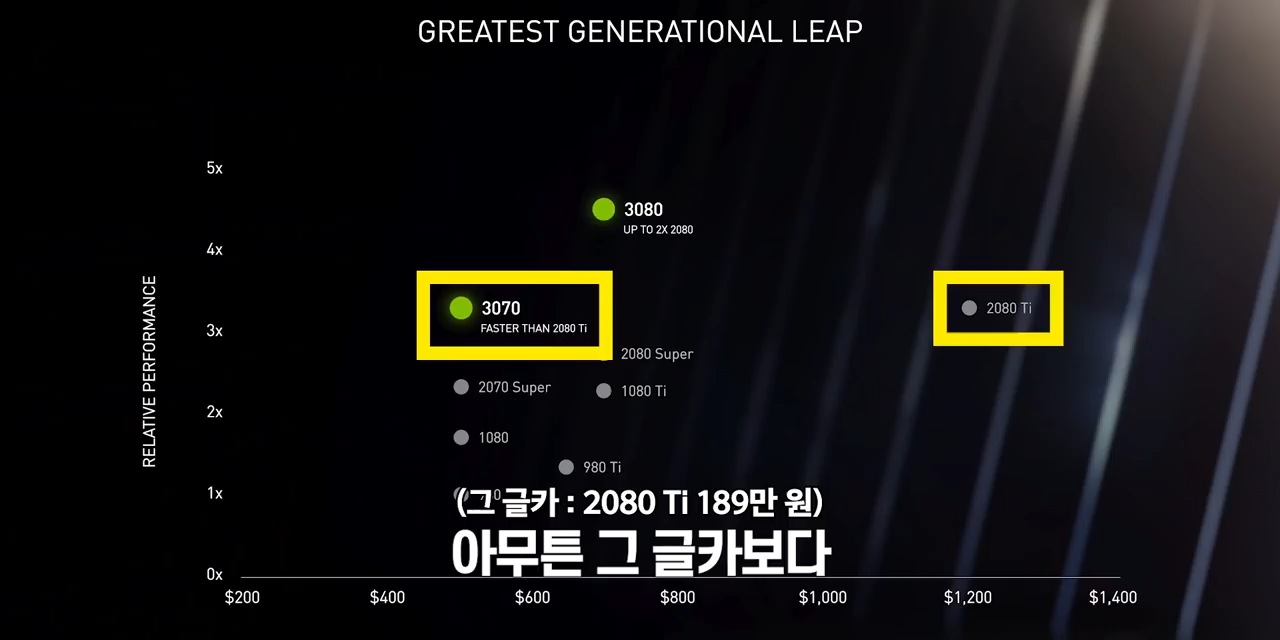 GREATEST GENERATIONAL LEAP
5x
3080
UP TO 2X 2080
4x
RELATIVE PERFORMANCE
3070
FASTER THAN 2080 Ti
2080 Ti
3x
2080 Super
2070 Super
1080 Ti
2x
1080
980 Ti
1x
(그 글카 : 2080 Ti 189만 원)
아무튼 그 글카보다
0x
$200 $400 $600 $800 $1,000 $1,200 $1,400